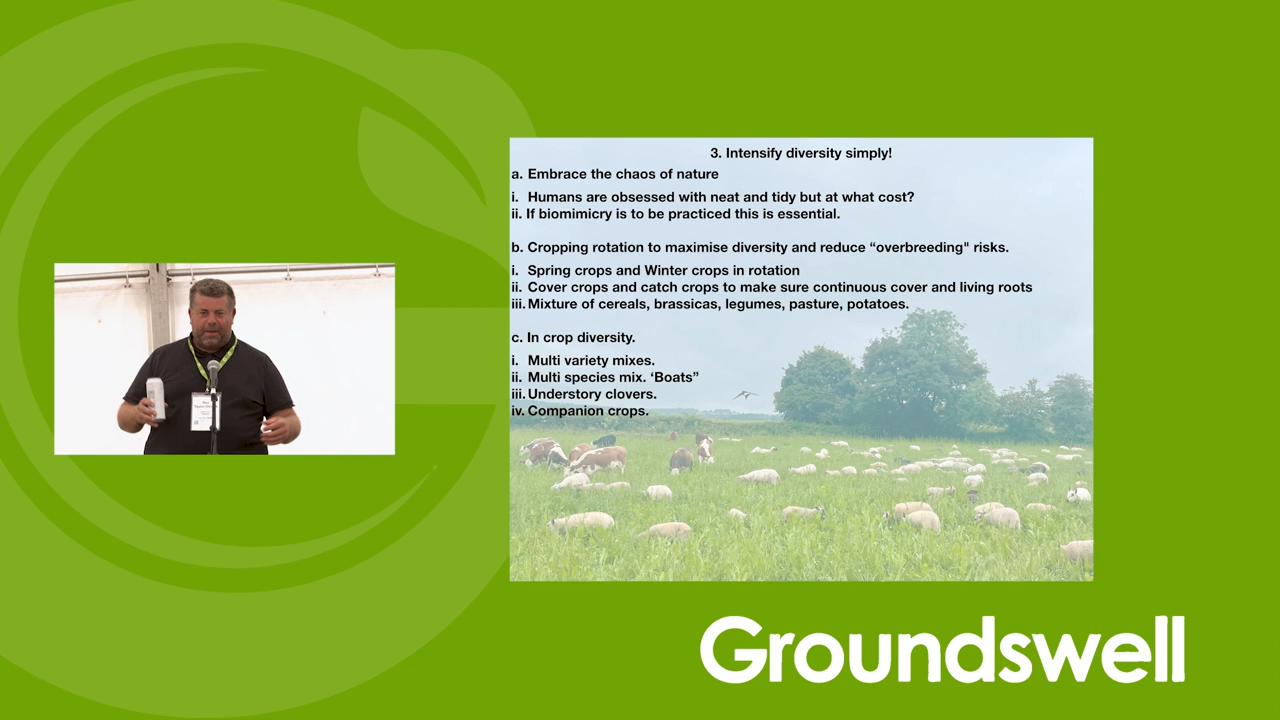 3. Intensify diversity simply!
a. Embrace the chaos of nature
i. Humans are obsessed with neat and tidy but at what cost?
ii. If biomimicry is to be practiced this is essential.
b. Cropping rotation to maximise diversity and reduce “overbreeding" risks.
i. Spring crops and Winter crops in rotation
ii. Cover crops and catch crops to make sure continuous cover and living roots
iii. Mixture of cereals, brassicas, legumes, pasture, potatoes.
c. In crop diversity.
i. Multi variety mixes.
ii. Multi species mix. ‘Boats”
iii. Understory clovers.
iv. Companion crops.
Groundswell